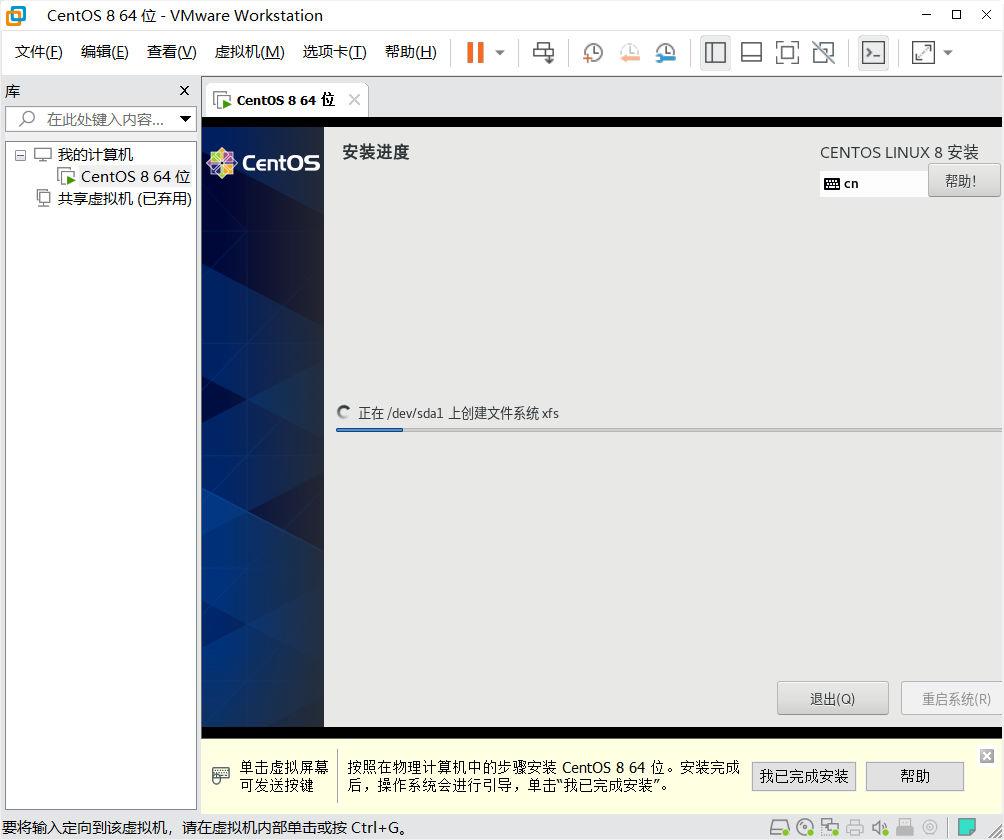 CentOS 8 64 位 - VMware Workstation
文件(F) 编辑(E) 查看(V) 虚拟机(M) 选项卡(T) 帮助(H)
库
在此处键入内容...
我的计算机
CentOS 8 64 位
共享虚拟机 (已弃用)
CentOS 8 64 位
CentOS
安装进度
CENTOS LINUX 8 安装
cn
帮助！
正在 /dev/sda1 上创建文件系统 xfs
退出(Q)
重启系统(R)
单击虚拟屏幕
可发送按键
按照在物理计算机中的步骤安装 CentOS 8 64 位。安装完成
后，操作系统会进行引导，单击“我已完成安装”。
我已完成安装
帮助
要将输入定向到该虚拟机，请在虚拟机内部单击或按 Ctrl+G。